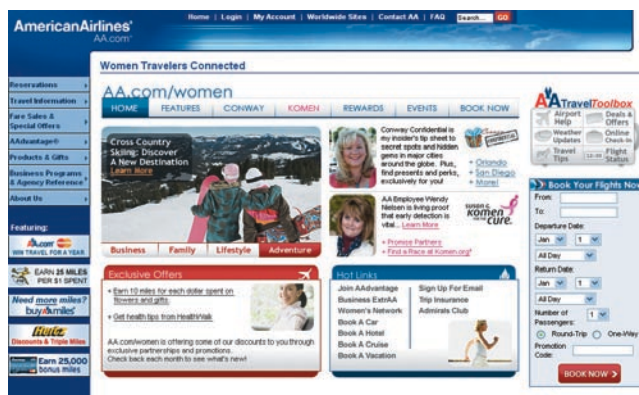 AmericanAirlines®
AA.com®
Home | Login | My Account | Worldwide Sites | Contact AA | FAQ
Search... GO
Women Travelers Connected
Reservations
Travel Information
Fare Sales &
Special Offers
AAdvantage®
Products & Gifts
Business Programs
& Agency Reference
About Us
Featuring:
AA.com
WIN TRAVEL FOR A YEAR
EARN 25 MILES
PER $1 SPENT
Need more miles?
buyAAmiles
Hertz
Discounts & Triple Miles
Earn 25,000
bonus miles
AA.com/women
HOME FEATURES CONWAY KOMEN REWARDS EVENTS BOOK NOW
Cross Country
Skiing: Discover
A New Destination
Learn More
Business Family Lifestyle Adventure
Conway Confidential is
my insider's tip sheet to
secret spots and hidden
gems in major cities
around the globe. Plus,
find presents and perks,
exclusively for you!
CONFIDENTIAL
+ Orlando
+ San Diego
+ More!
AA Employee Wendy
Nielsen is living proof
that early detection is
vital... Learn More
SUSAN G.
komen
FOR THE cure
+ Promise Partners
+ Find a Race at Komen.org*
Exclusive Offers
+ Earn 10 miles for each dollar spent on
flowers and gifts.
+ Get health tips from HealthWalk
AA.com/women is offering some of our discounts to you through
exclusive partnerships and promotions.
Check back each month to see what's new!
Hot Links
Join AAdvantage
Business ExtrAA
Women's Network
Book A Car
Book A Hotel
Book A Cruise
Book A Vacation
Sign Up For Email
Trip Insurance
Admirals Club
AA TravelToolbox
Airport
Help
Deals &
Offers
Weather
Updates
Online
Check-in
Travel
Tips
Flight
Status
Book Your Flights Now
From:
To:
Departure Date:
Jan 1
All Day
Return Date:
Jan 1
All Day
Number of
Passengers: 1
Round-Trip One-Way
Promotion
Code:
BOOK NOW